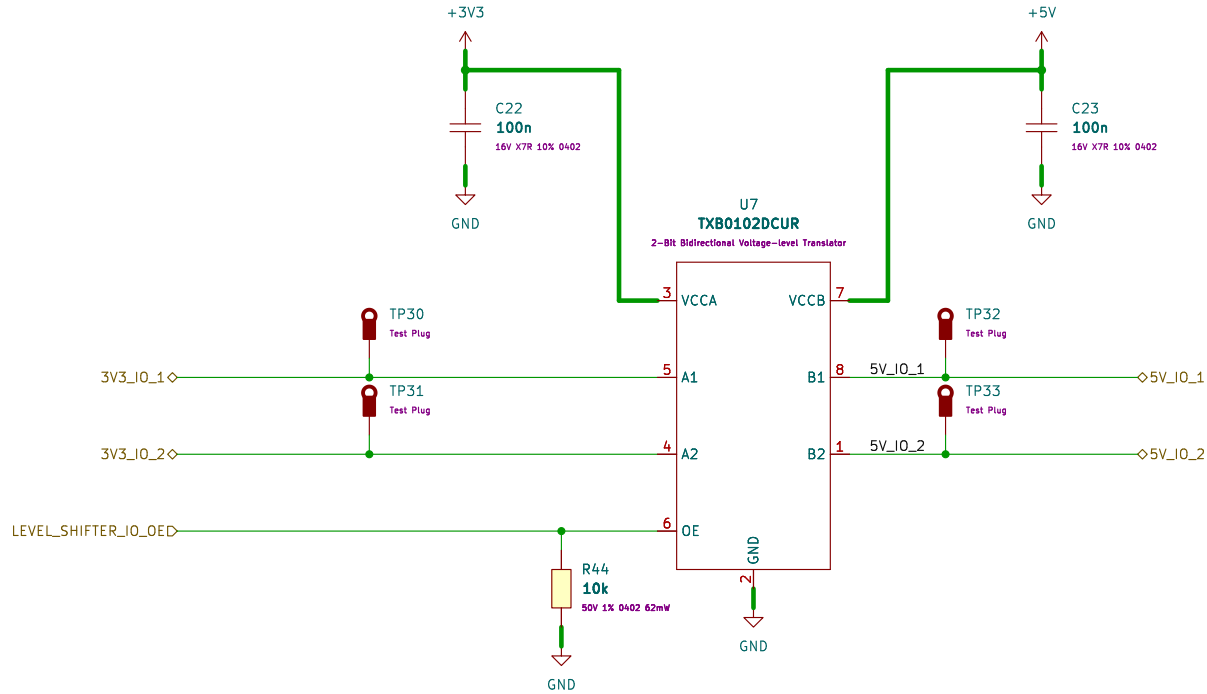 +3V3
+5V
C22
100n
16V X7R 10% 0402
C23
100n
16V X7R 10% 0402
GND
GND
U7
TXB0102DCUR
2-Bit Bidirectional Voltage-level Translator
3
VCCA
VCCB
7
TP30
Test Plug
TP32
Test Plug
3V3_IO_1
5
A1
B1
8
5V_IO_1
5V_IO_1
TP31
Test Plug
TP33
Test Plug
3V3_IO_2
4
A2
B2
1
5V_IO_2
5V_IO_2
LEVEL_SHIFTER_IO_OE
6
OE
GND
2
R44
10k
50V 1% 0402 62mW
GND
GND